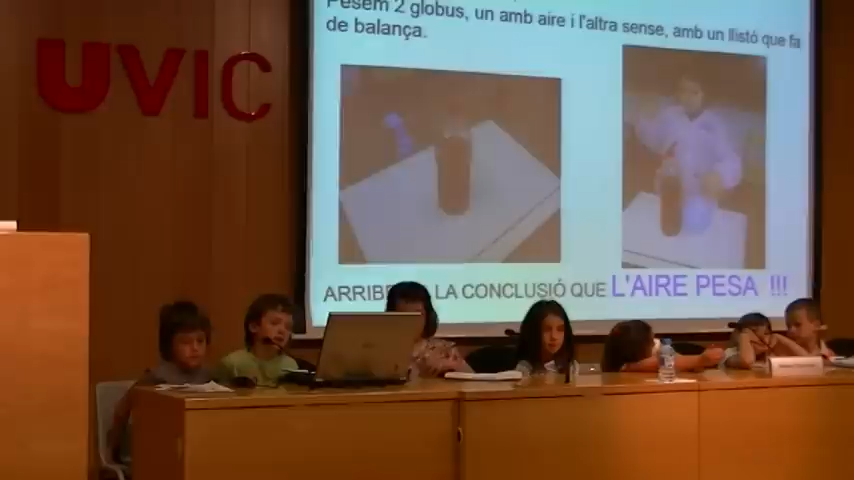 UVIC
Pesem 2 globus, un amb aire i l'altra sense, amb un llistó que fa
de balança.
ARRIBE LA CONCLUSIÓ QUE L'AIRE PESA !!!